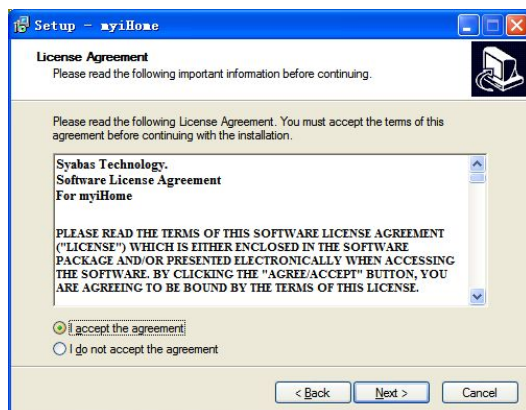 Setup - myiHome
License Agreement
Please read the following important information before continuing.
Please read the following License Agreement. You must accept the terms of this
agreement before continuing with the installation.
Syabas Technology.
Software License Agreement
For myiHome
PLEASE READ THE TERMS OF THIS SOFTWARE LICENSE AGREEMENT
("LICENSE") WHICH IS EITHER ENCLOSED IN THE SOFTWARE
PACKAGE AND/OR PRESENTED ELECTRONICALLY WHEN ACCESSING
THE SOFTWARE. BY CLICKING THE "AGREE/ACCEPT" BUTTON, YOU
ARE AGREEING TO BE BOUND BY THE TERMS OF THIS LICENSE.
I accept the agreement
I do not accept the agreement
< Back Next > Cancel